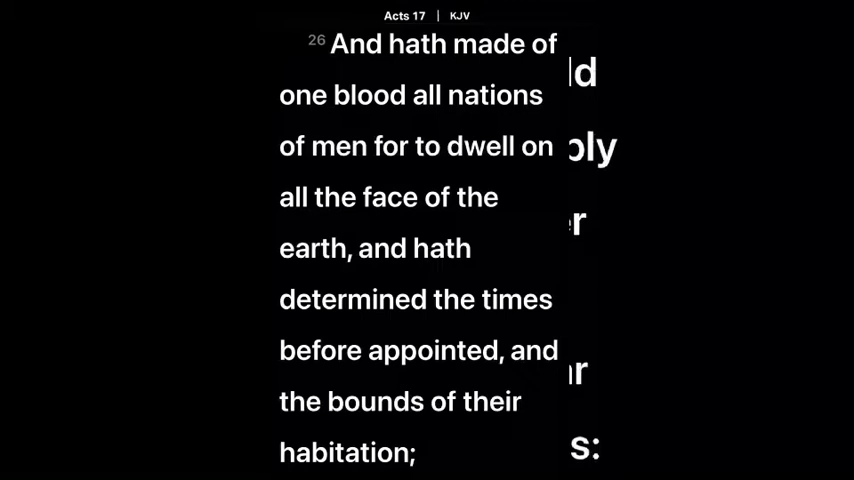 Acts 17 | KJV
26 And hath made of
one blood all nations
of men for to dwell on
all the face of the
earth, and hath
determined the times
before appointed, and
the bounds of their
habitation;